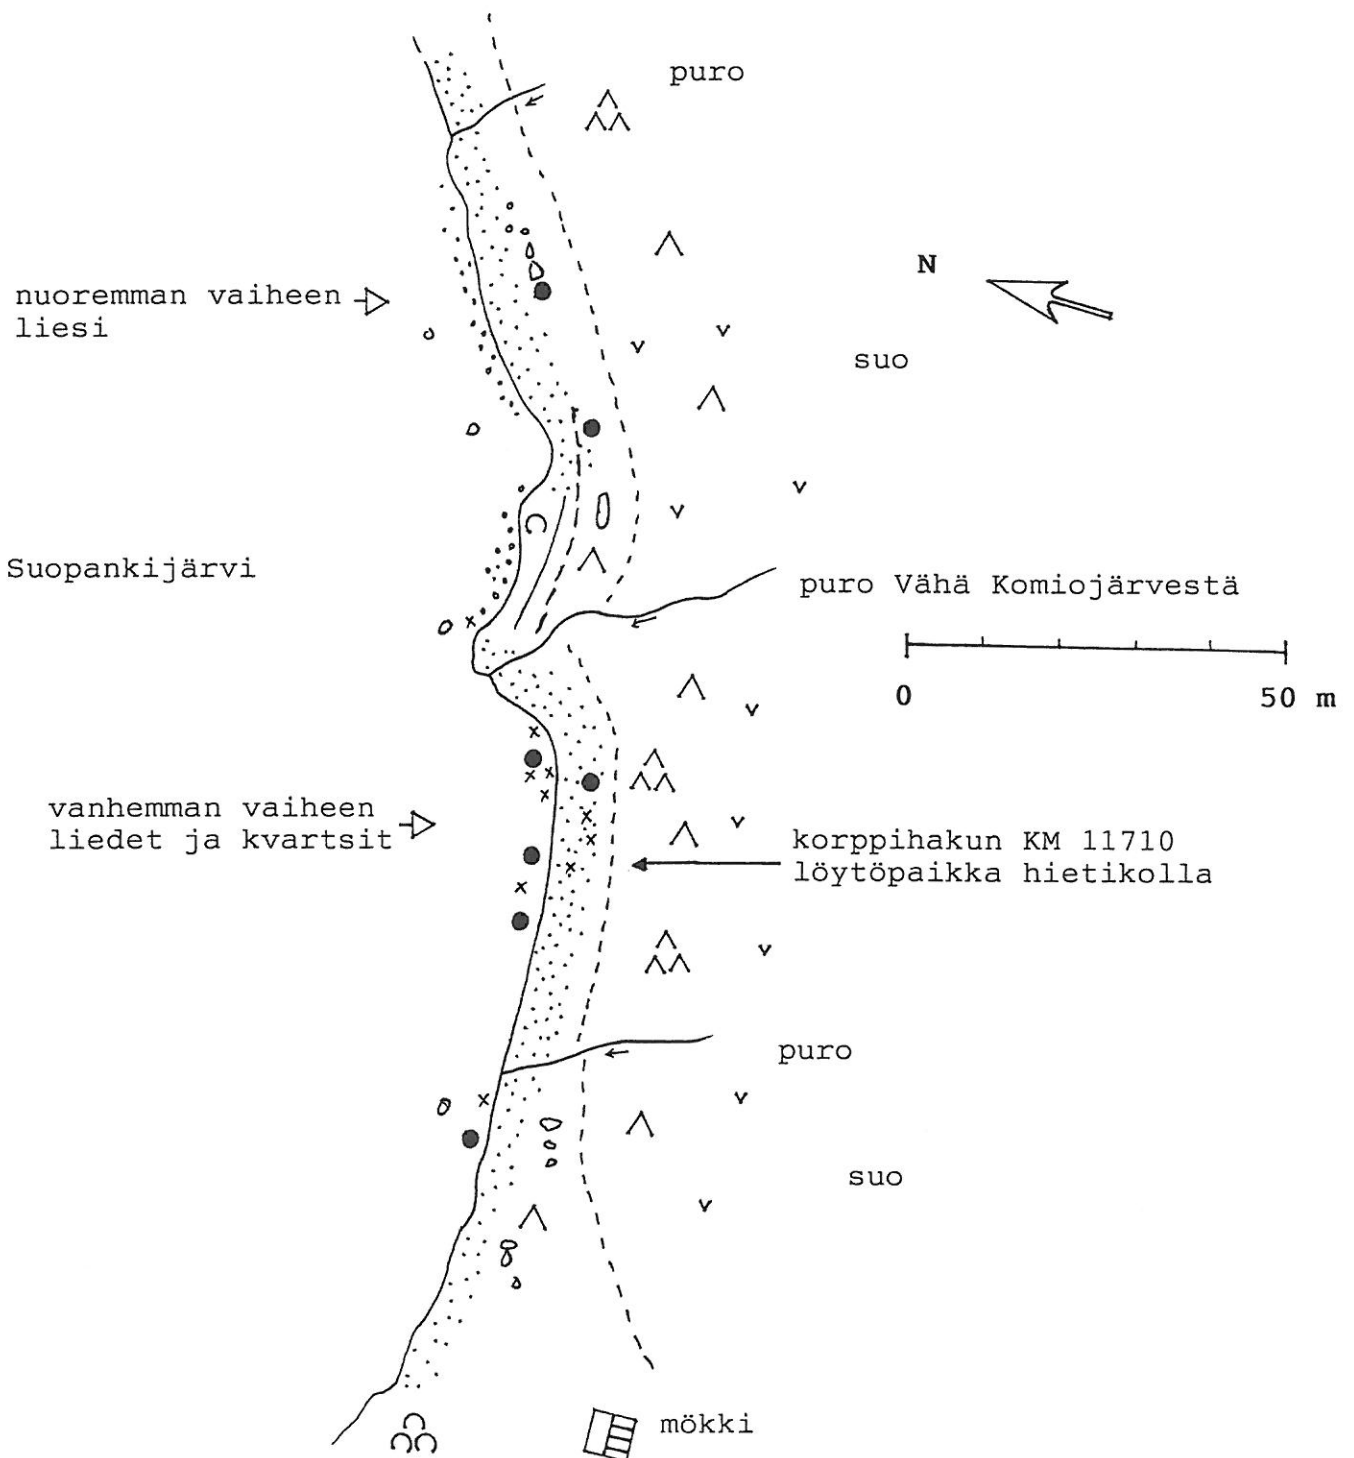 puro
N
nuoremman vaiheen
liesi
suo
Suopankijärvi
puro Vähä Komiojärvestä
0 50 m
vanhemman vaiheen
liedet ja kvartsit
korppihakun KM 11710
löytöpaikka hietikolla
puro
suo
mökki